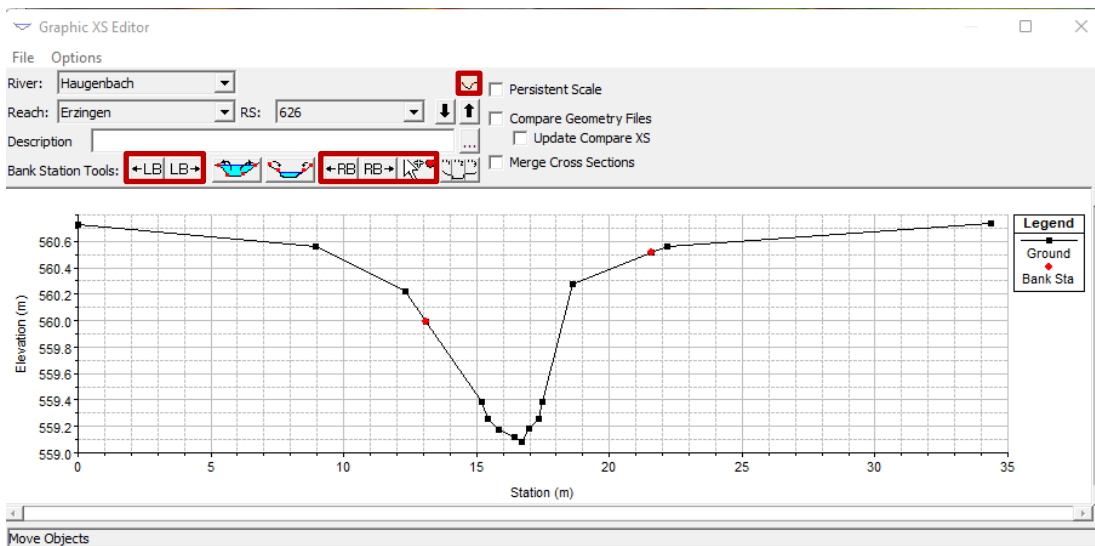 Graphic XS Editor
File Options
River: Haugenbach
Persistent Scale
Reach: Erzingen RS: 626
Compare Geometry Files
Update Compare XS
Description ...
Bank Station Tools: ←LB LB→ ←RB RB→
Merge Cross Sections
Legend
Ground
Bank Sta
560.6
560.4
560.2
560.0
559.8
559.6
559.4
559.2
559.0
Elevation (m)
0 5 10 15 20 25 30 35
Station (m)
Move Objects